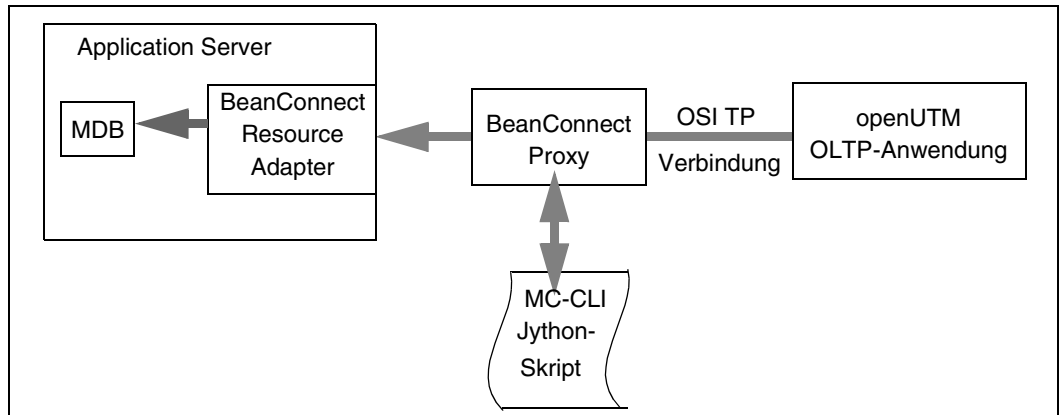 Application Server
MDB
BeanConnect
Resource
Adapter
BeanConnect
Proxy
OSI TP
Verbindung
openUTM
OLTP-Anwendung
MC-CLI
Jython-
Skript